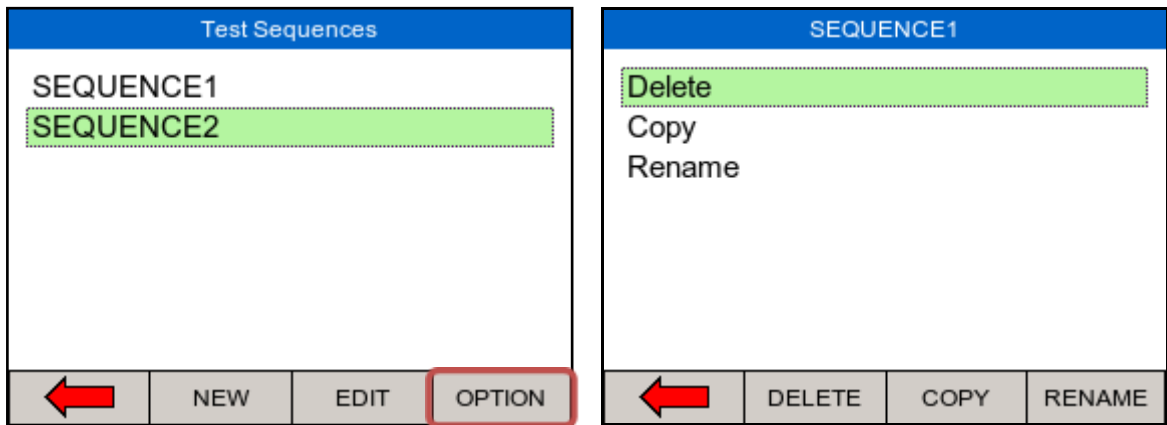 Test Sequences
SEQUENCE1
SEQUENCE2
NEW EDIT OPTION
SEQUENCE1
Delete
Copy
Rename
DELETE COPY RENAME